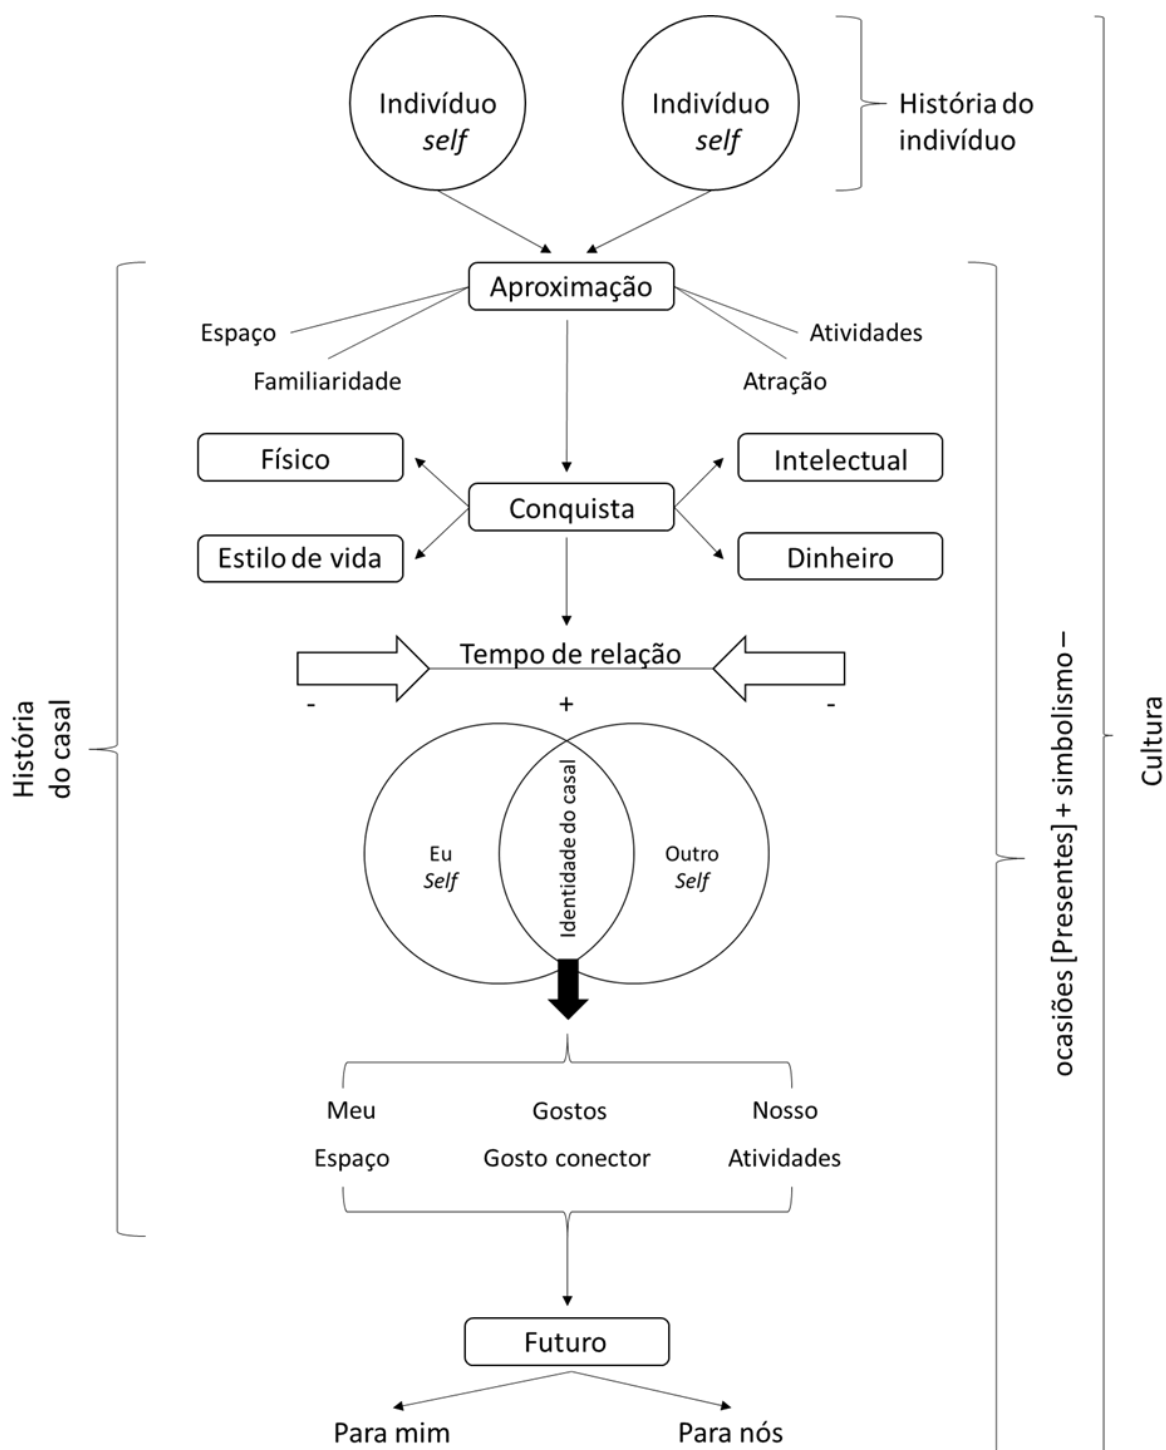 Indivíduo
self
Indivíduo
self
História do
indivíduo
Aproximação
Espaço
Familiaridade
Atividades
Atração
Físico
Intelectual
Conquista
Estilo de vida
Dinheiro
Tempo de relação
-
+
-
História
do casal
Eu
Self
Identidade do casal
Outro
Self
ocasiões [Presentes] + simbolismo –
Cultura
Meu
Gostos
Nosso
Espaço
Gosto conector
Atividades
Futuro
Para mim
Para nós